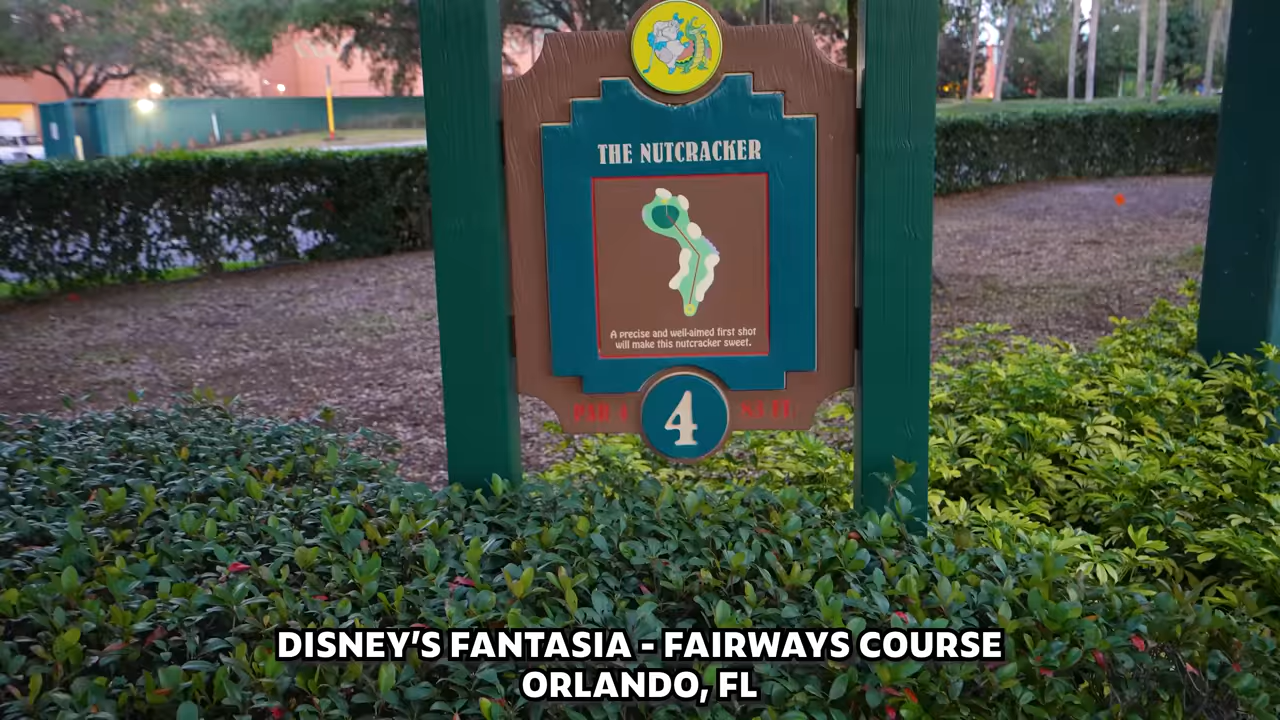 THE NUTCRACKER
A precise and well-aimed first shot
will make this nutcracker sweet.
4
DISNEY'S FANTASIA - FAIRWAYS COURSE
ORLANDO, FL